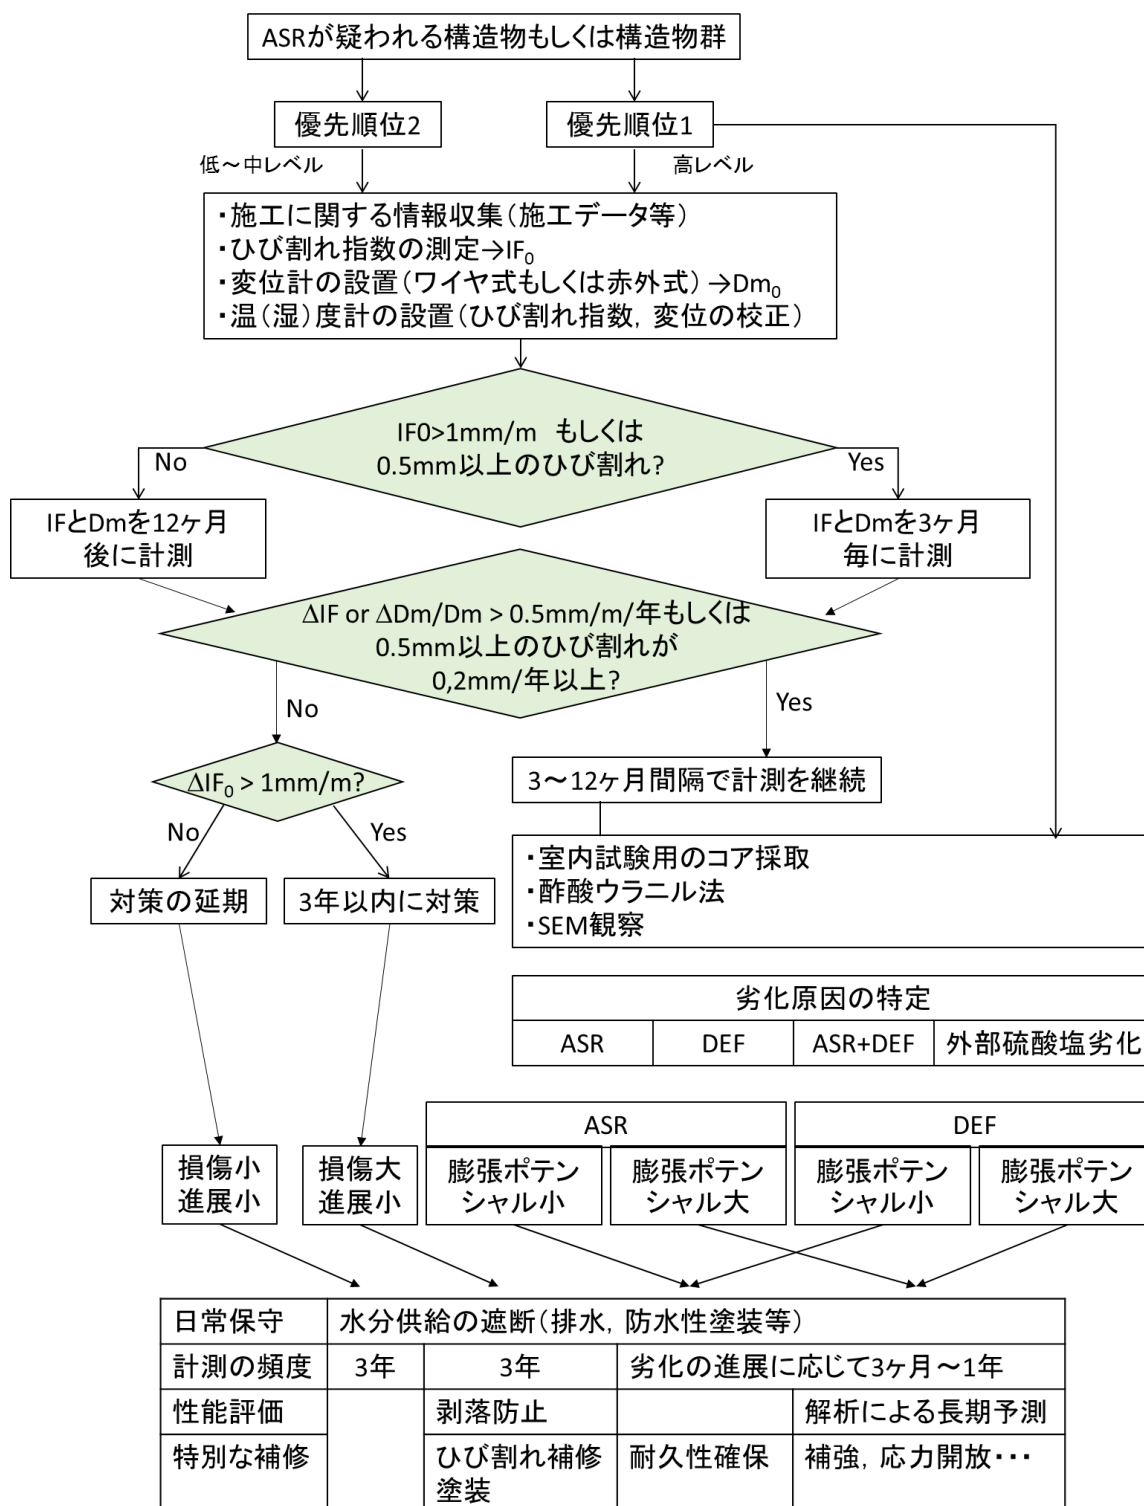 ASRが疑われる構造物もしくは構造物群
優先順位2
優先順位1
低～中レベル
高レベル
・施工に関する情報収集(施工データ等)
・ひび割れ指数の測定→IF₀
・変位計の設置(ワイヤ式もしくは赤外式)→Dm₀
・温(湿)度計の設置(ひび割れ指数,変位の校正)
IF0>1mm/m もしくは
0.5mm以上のひび割れ?
No
Yes
IFとDmを12ヶ月
後に計測
IFとDmを3ヶ月
毎に計測
ΔIF or ΔDm/Dm > 0.5mm/m/年もしくは
0.5mm以上のひび割れが
0,2mm/年以上?
No
Yes
ΔIF₀ > 1mm/m?
3～12ヶ月間隔で計測を継続
No
Yes
・室内試験用のコア採取
・酢酸ウラニル法
・SEM観察
対策の延期
3年以内に対策
劣化原因の特定
ASR
DEF
ASR+DEF
外部硫酸塩劣化
ASR
DEF
損傷小
進展小
損傷大
進展小
膨張ポテン
シャル小
膨張ポテン
シャル大
膨張ポテン
シャル小
膨張ポテン
シャル大
日常保守
水分供給の遮断(排水,防水性塗装等)
計測の頻度
3年
3年
劣化の進展に応じて3ヶ月～1年
性能評価
剥落防止
解析による長期予測
特別な補修
ひび割れ補修
塗装
耐久性確保
補強,応力開放・・・